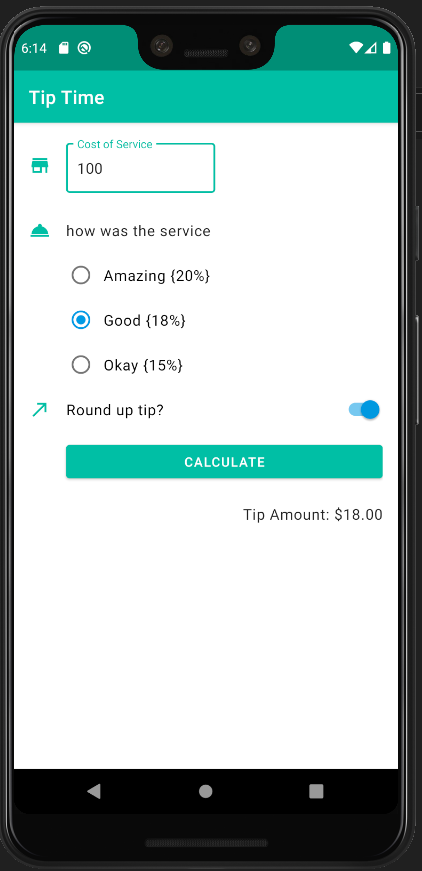 6:14
Tip Time
Cost of Service
100
how was the service
Amazing {20%}
Good {18%}
Okay {15%}
Round up tip?
CALCULATE
Tip Amount: $18.00